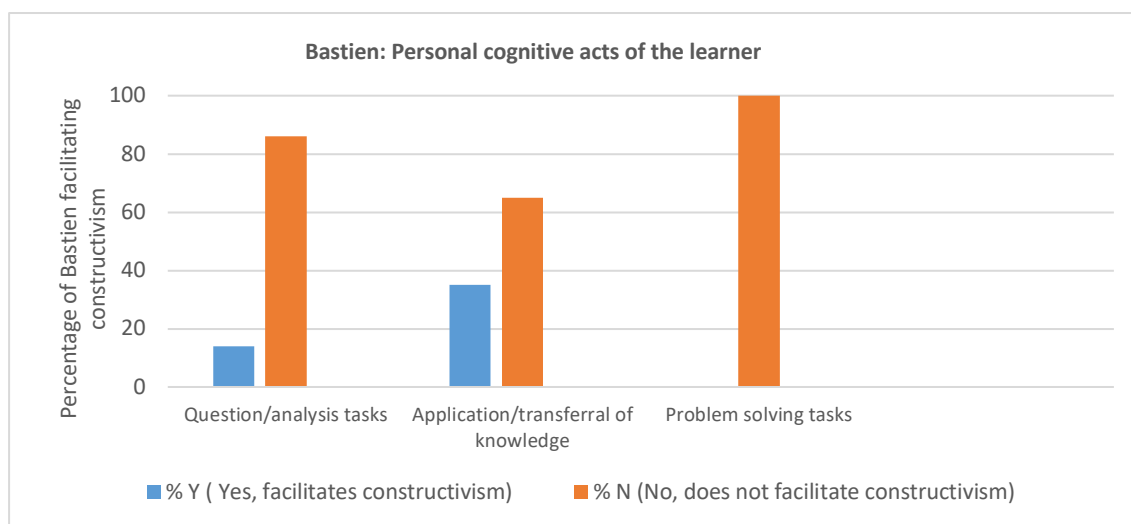 Bastien: Personal cognitive acts of the learner
Percentage of Bastien facilitating
constructivism
100
80
60
40
20
0
Question/analysis tasks
Application/transferral of
knowledge
Problem solving tasks
% Y ( Yes, facilitates constructivism)
% N (No, does not facilitate constructivism)